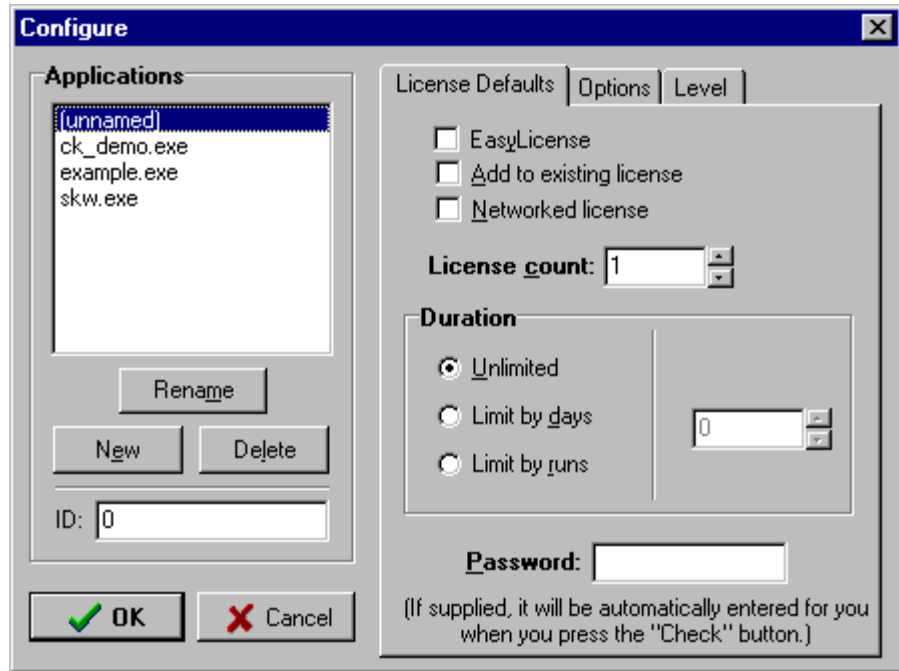 Configure
Applications
(unnamed)
ck_demo.exe
example.exe
skw.exe
Rename
New
Delete
ID: 0
OK
Cancel
License Defaults
Options
Level
EasyLicense
Add to existing license
Networked license
License count: 1
Duration
Unlimited
Limit by days
Limit by runs
0
Password:
(If supplied, it will be automatically entered for you
when you press the "Check" button.)